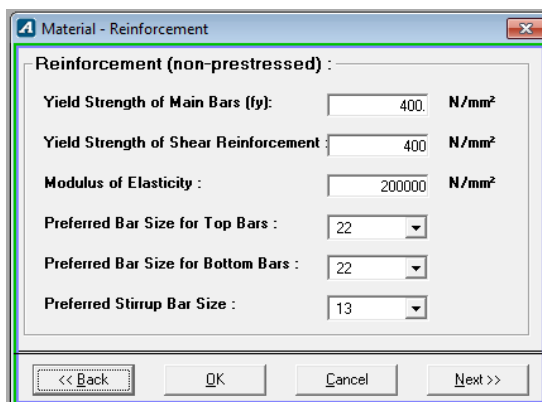 Material - Reinforcement
Reinforcement (non-prestressed) :
Yield Strength of Main Bars (fy): 400. N/mm²
Yield Strength of Shear Reinforcement : 400 N/mm²
Modulus of Elasticity : 200000 N/mm²
Preferred Bar Size for Top Bars : 22
Preferred Bar Size for Bottom Bars : 22
Preferred Stirrup Bar Size : 13
<< Back OK Cancel Next >>